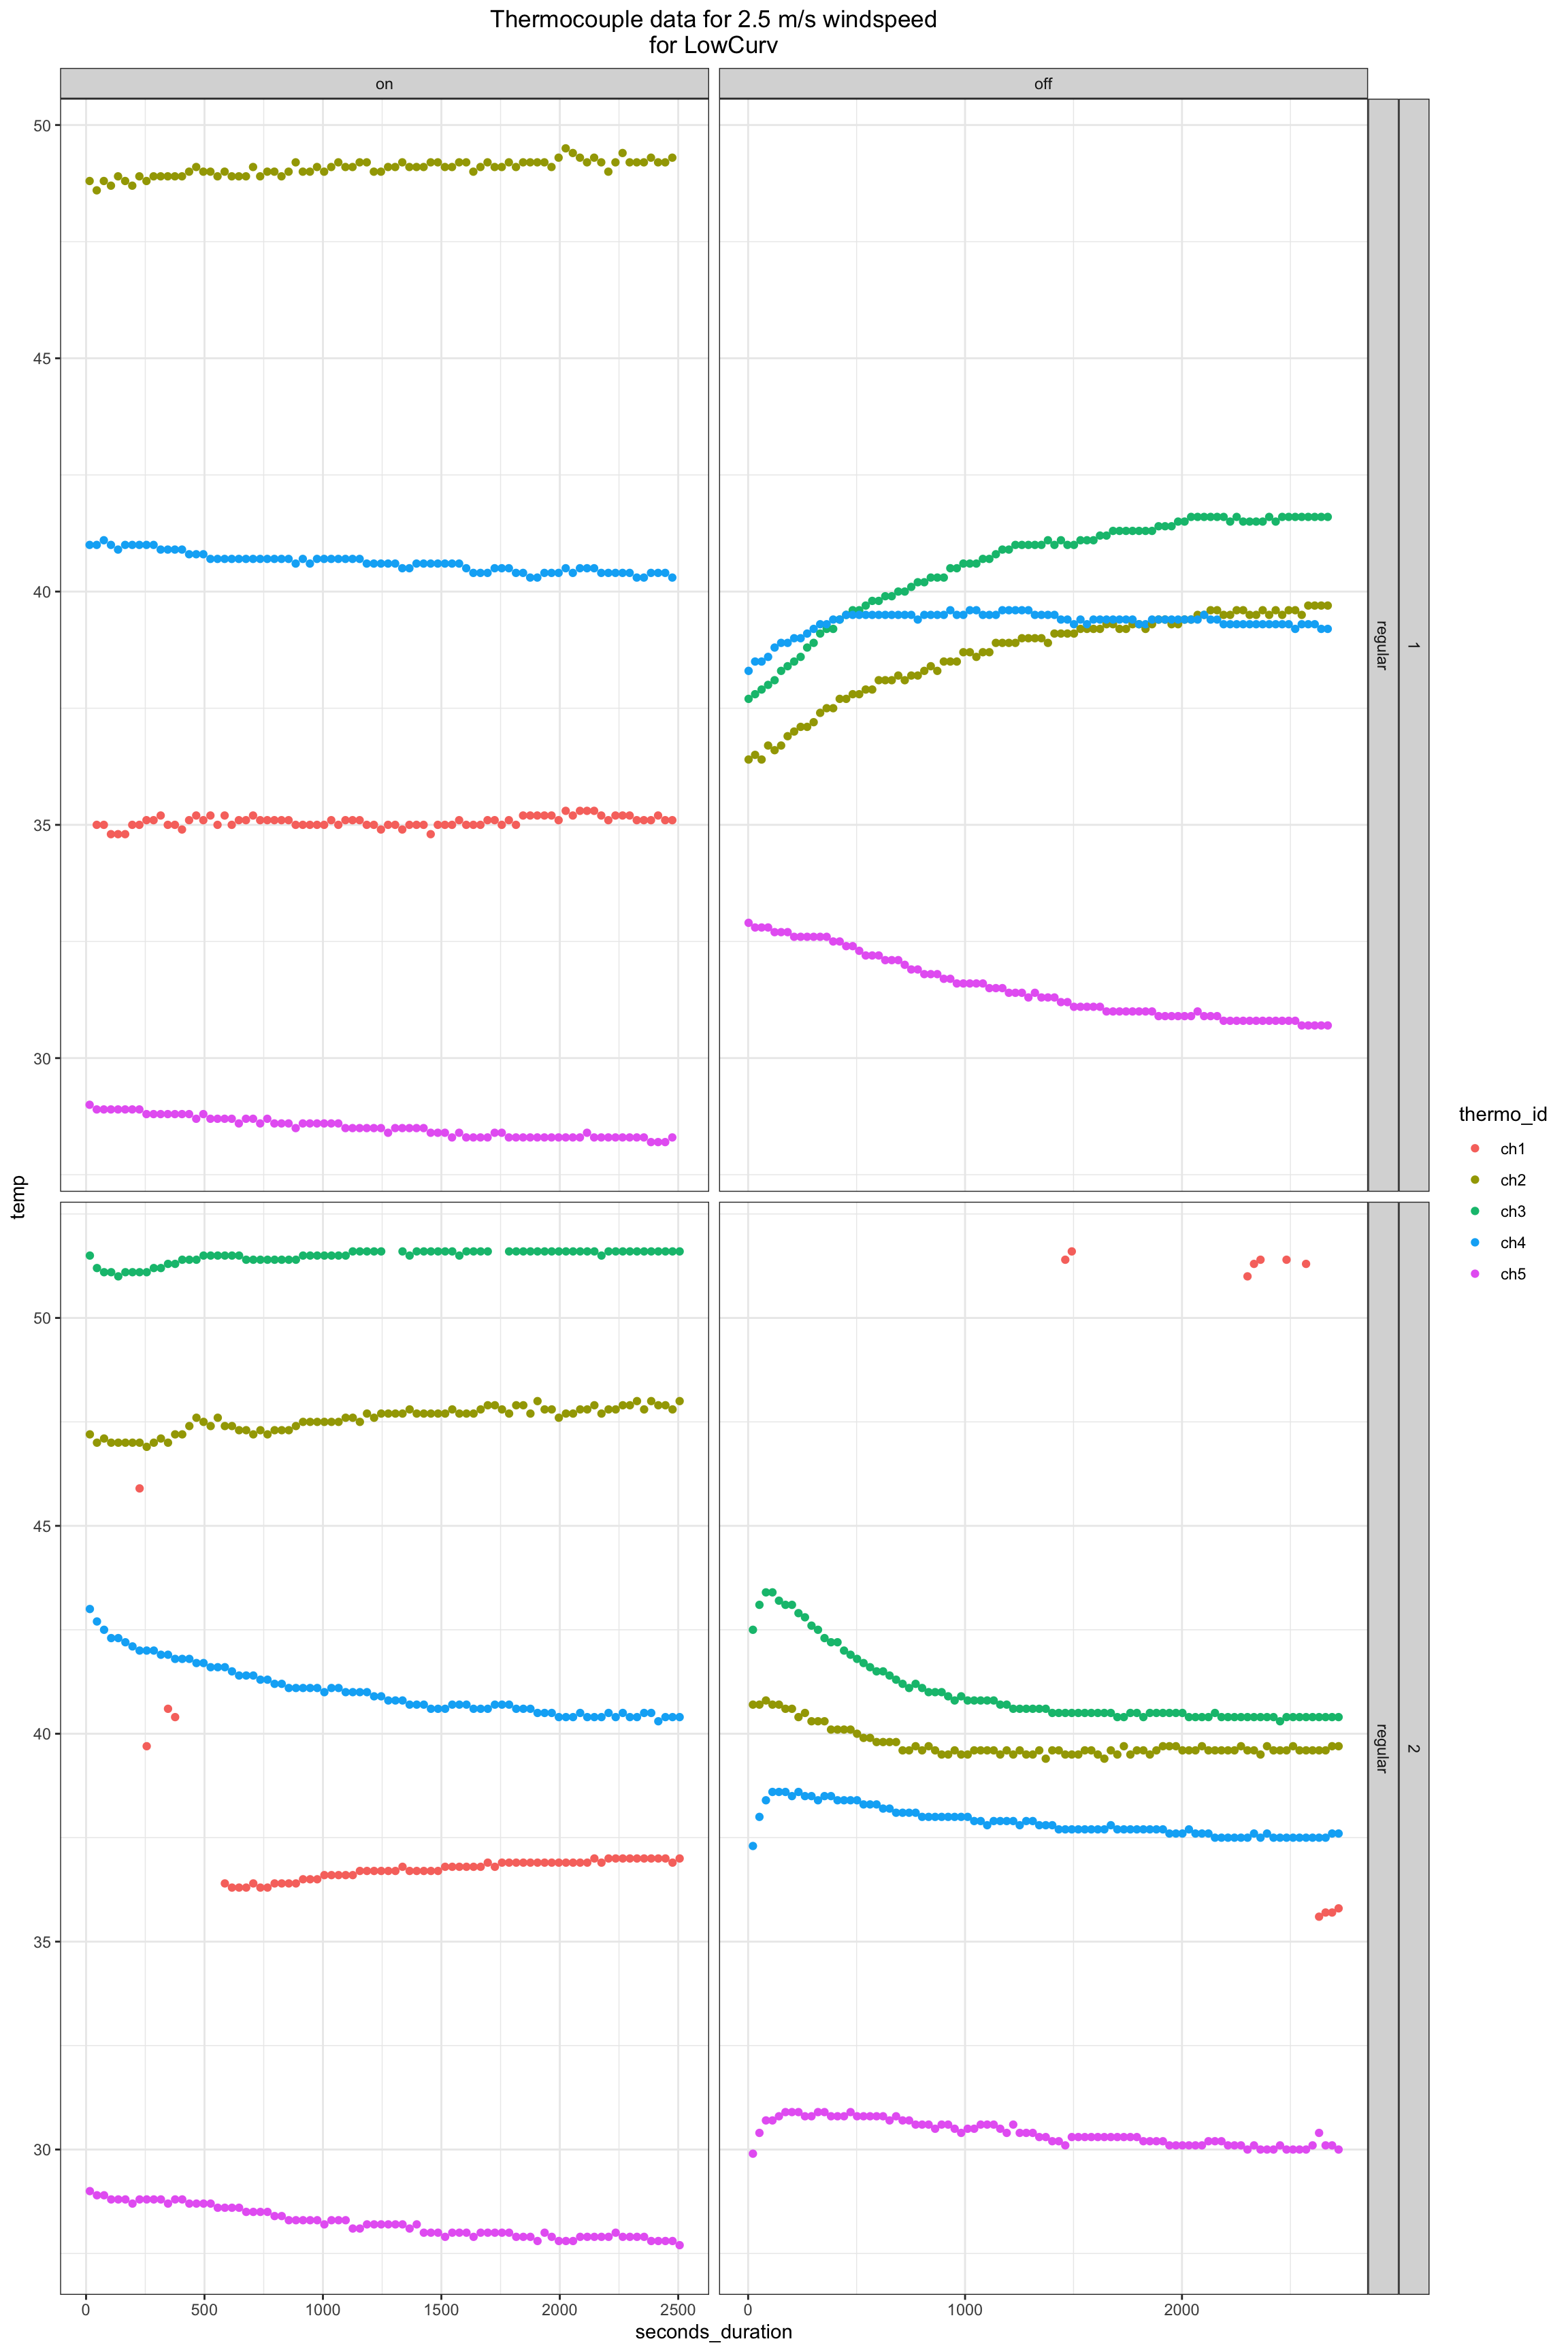 Thermocouple data for 2.5 m/s windspeed
for LowCurv
on
off
50
45
40
35
30
regular
1
temp
50
45
40
35
30
regular
2
0
500
1000
1500
2000
2500
0
1000
2000
seconds_duration
thermo_id
ch1
ch2
ch3
ch4
ch5